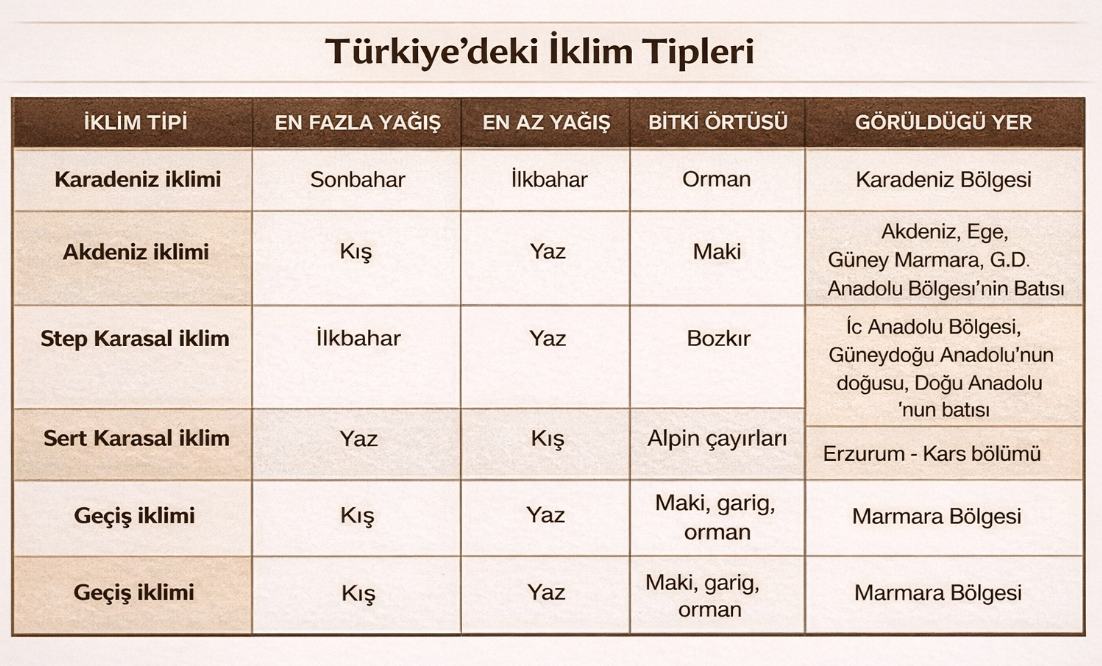 Türkiye'deki İklim Tipleri
İKLİM TİPİ EN FAZLA YAĞIŞ EN AZ YAĞIŞ BİTKİ ÖRTÜSÜ GÖRÜLDÜGÜ YER
Karadeniz iklimi Sonbahar İlkbahar Orman Karadeniz Bölgesi
Akdeniz iklimi Kış Yaz Maki
Akdeniz, Ege,
Güney Marmara, G.D.
Anadolu Bölgesı'nin Batısı
Step Karasal iklim İlkbahar Yaz Bozkır
İc Anadolu Bölgesi,
Güneydoğu Anadolu'nun
doğusu, Doğu Anadolu
'nun batısı
Sert Karasal iklim Yaz Kış Alpin çayırları Erzurum - Kars bölümü
Geçiş iklimi Kış Yaz
Maki, garig,
orman
Marmara Bölgesi
Geçiş iklimi Kış Yaz
Maki, garig,
orman
Marmara Bölgesi